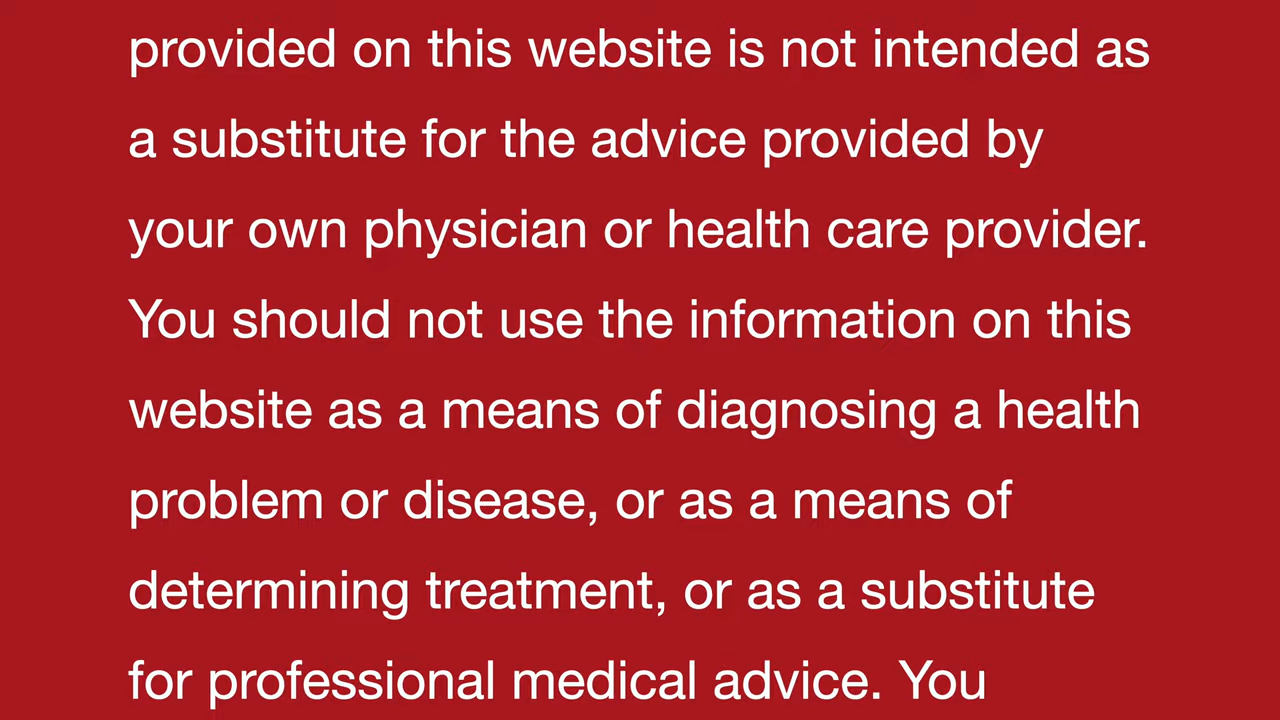 provided on this website is not intended as
a substitute for the advice provided by
your own physician or health care provider.
You should not use the information on this
website as a means of diagnosing a health
problem or disease, or as a means of
determining treatment, or as a substitute
for professional medical advice. You